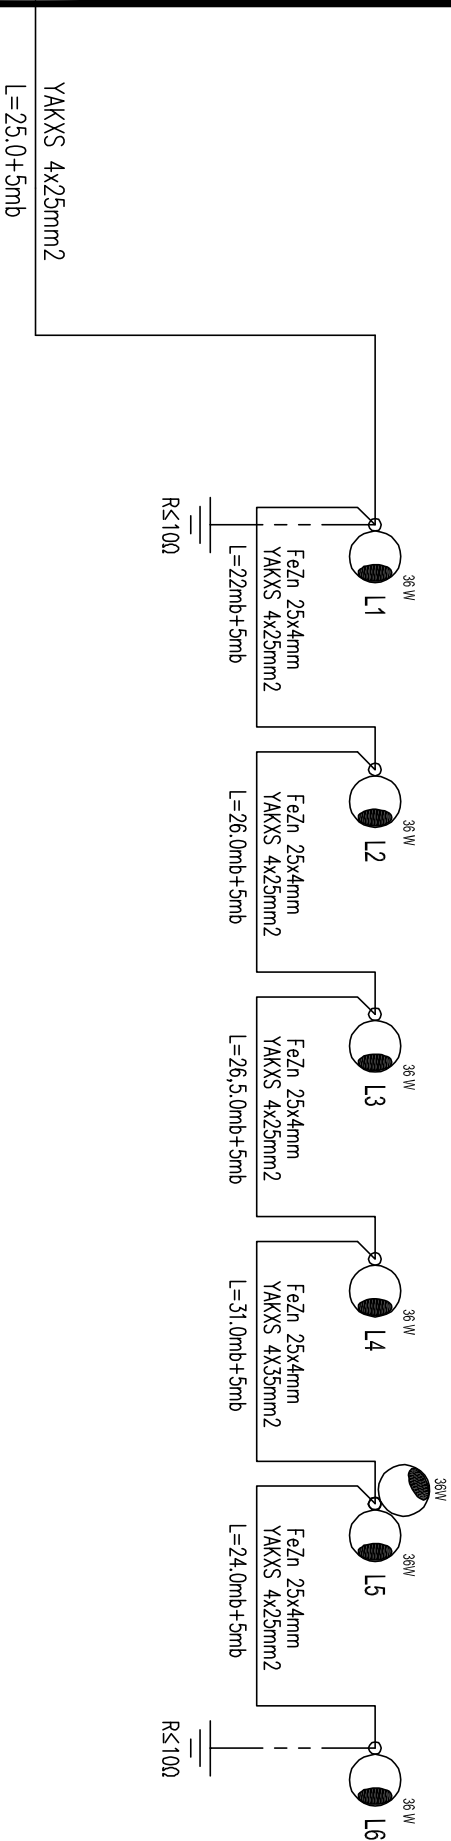 YAKXS 4x25mm2
L=25.0+5mb
36 W
L1
FeZn 25x4mm
YAKXS 4x25mm2
L=22mb+5mb
R≤10Ω
36 W
L2
FeZn 25x4mm
YAKXS 4x25mm2
L=26.0mb+5mb
36 W
L3
FeZn 25x4mm
YAKXS 4x25mm2
L=26,5.0mb+5mb
36 W
L4
FeZn 25x4mm
YAKXS 4X35mm2
L=31.0mb+5mb
36W
36W
L5
FeZn 25x4mm
YAKXS 4x25mm2
L=24.0mb+5mb
36 W
L6
R≤10Ω